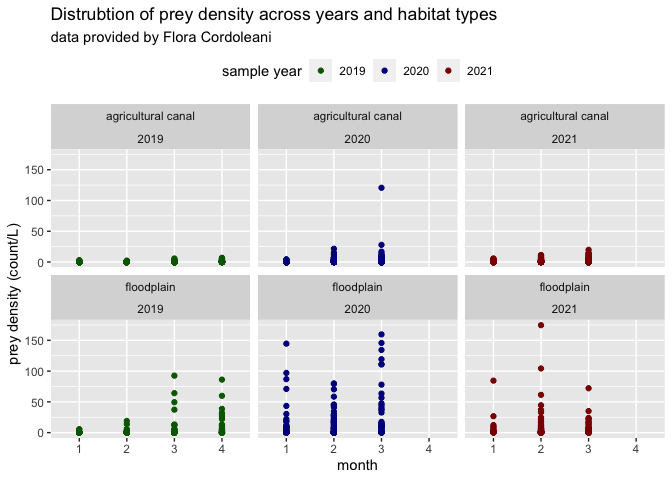 Distrubtion of prey density across years and habitat types
data provided by Flora Cordoleani
sample year 2019 2020 2021
agricultural canal agricultural canal agricultural canal
2019 2020 2021
150
100
50
0
floodplain floodplain floodplain
2019 2020 2021
150
100
50
0
prey density (count/L)
1 2 3 4 1 2 3 4 1 2 3 4
month